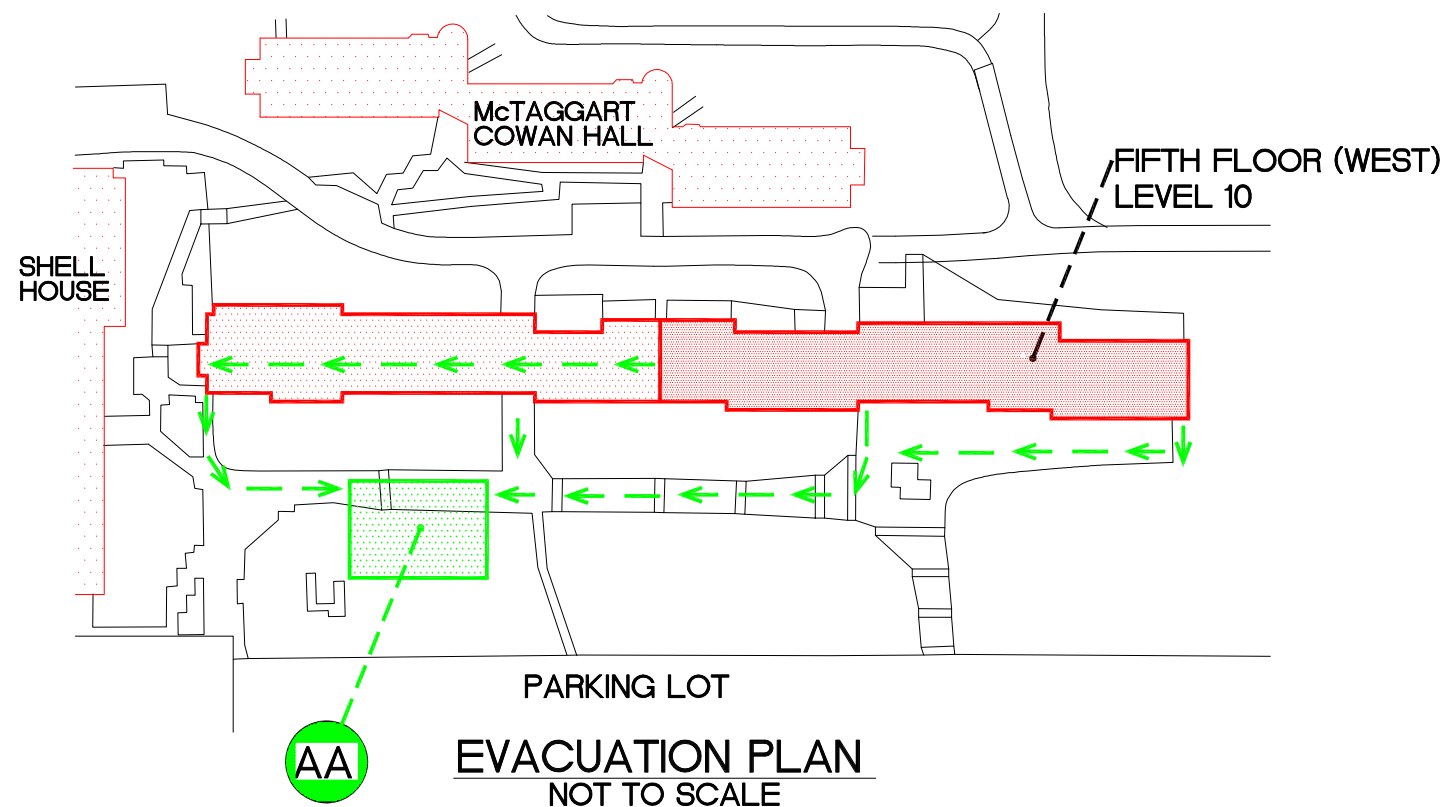 McTAGGART
COWAN HALL
FIFTH FLOOR (WEST)
LEVEL 10
SHELL
HOUSE
PARKING LOT
AA
EVACUATION PLAN
NOT TO SCALE